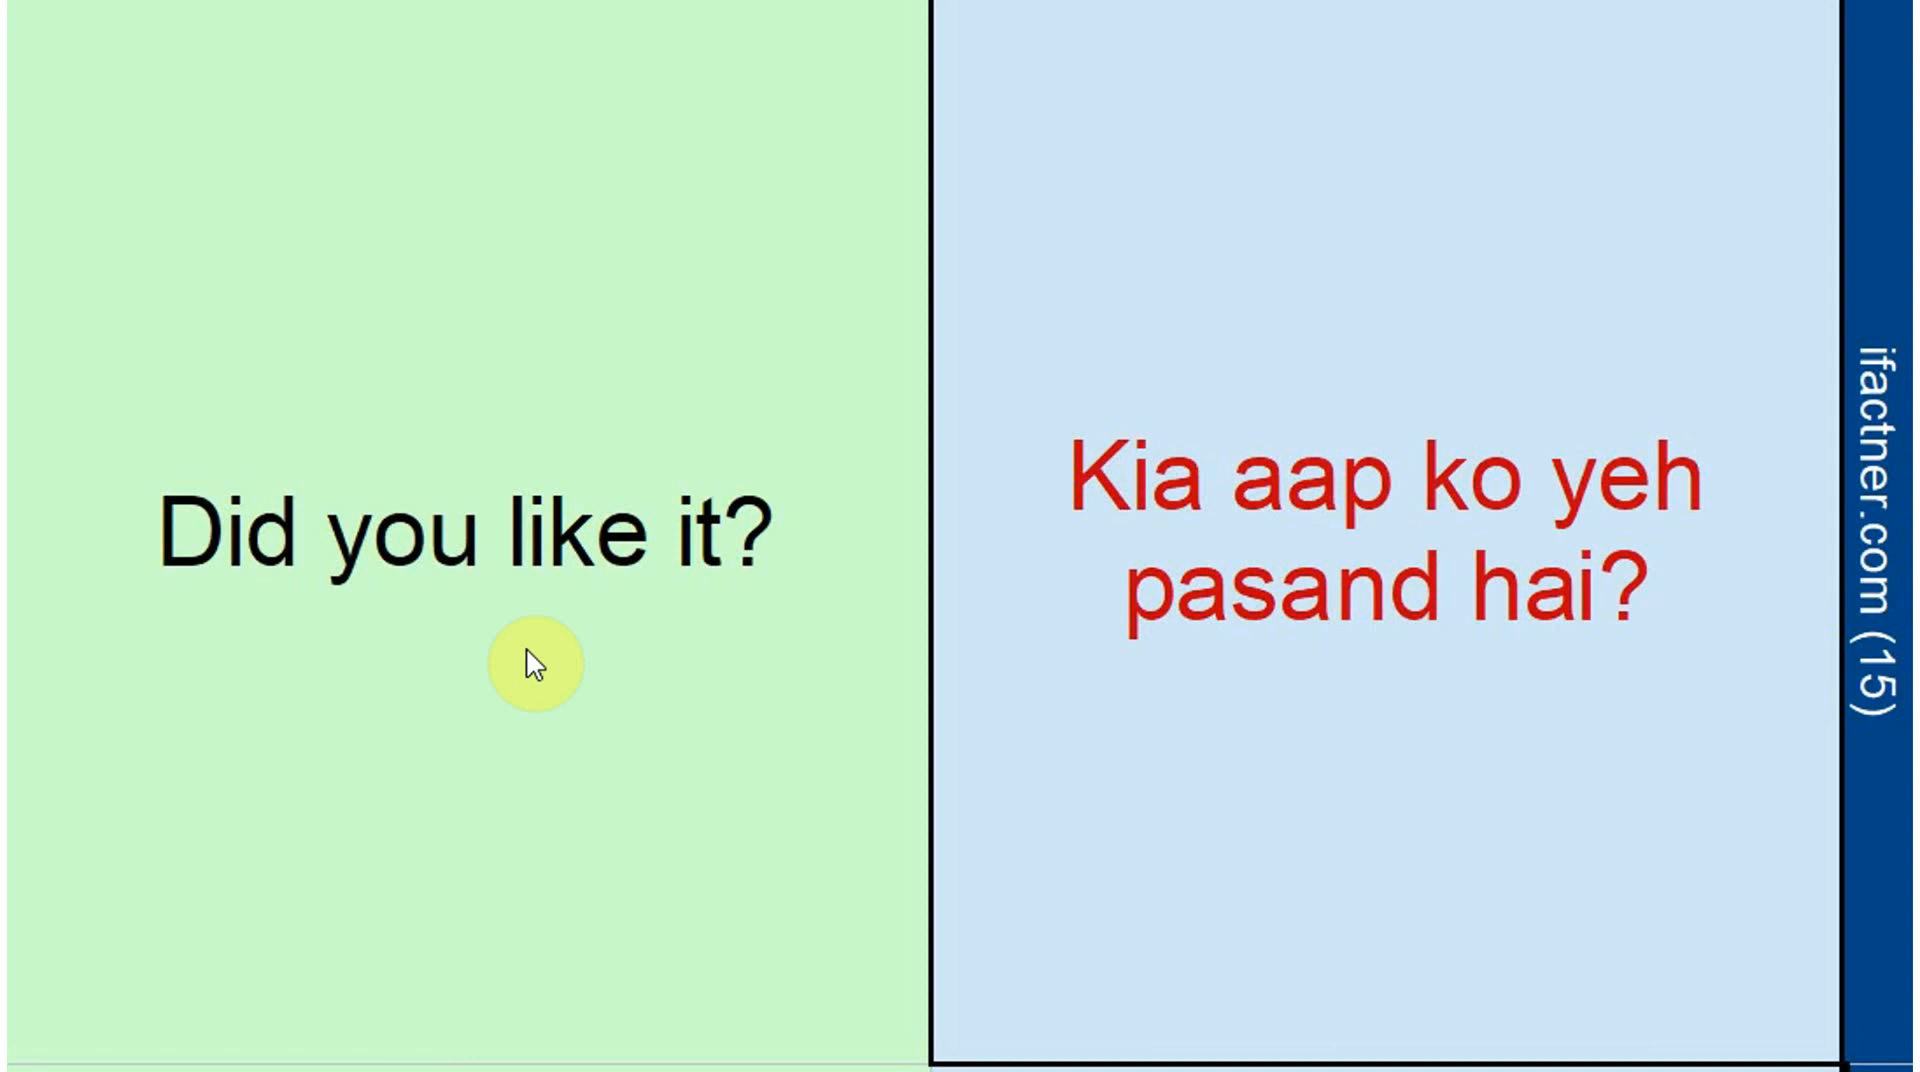 Did you like it?
Kia aap ko yeh
pasand hai?
ifactner.com (15)